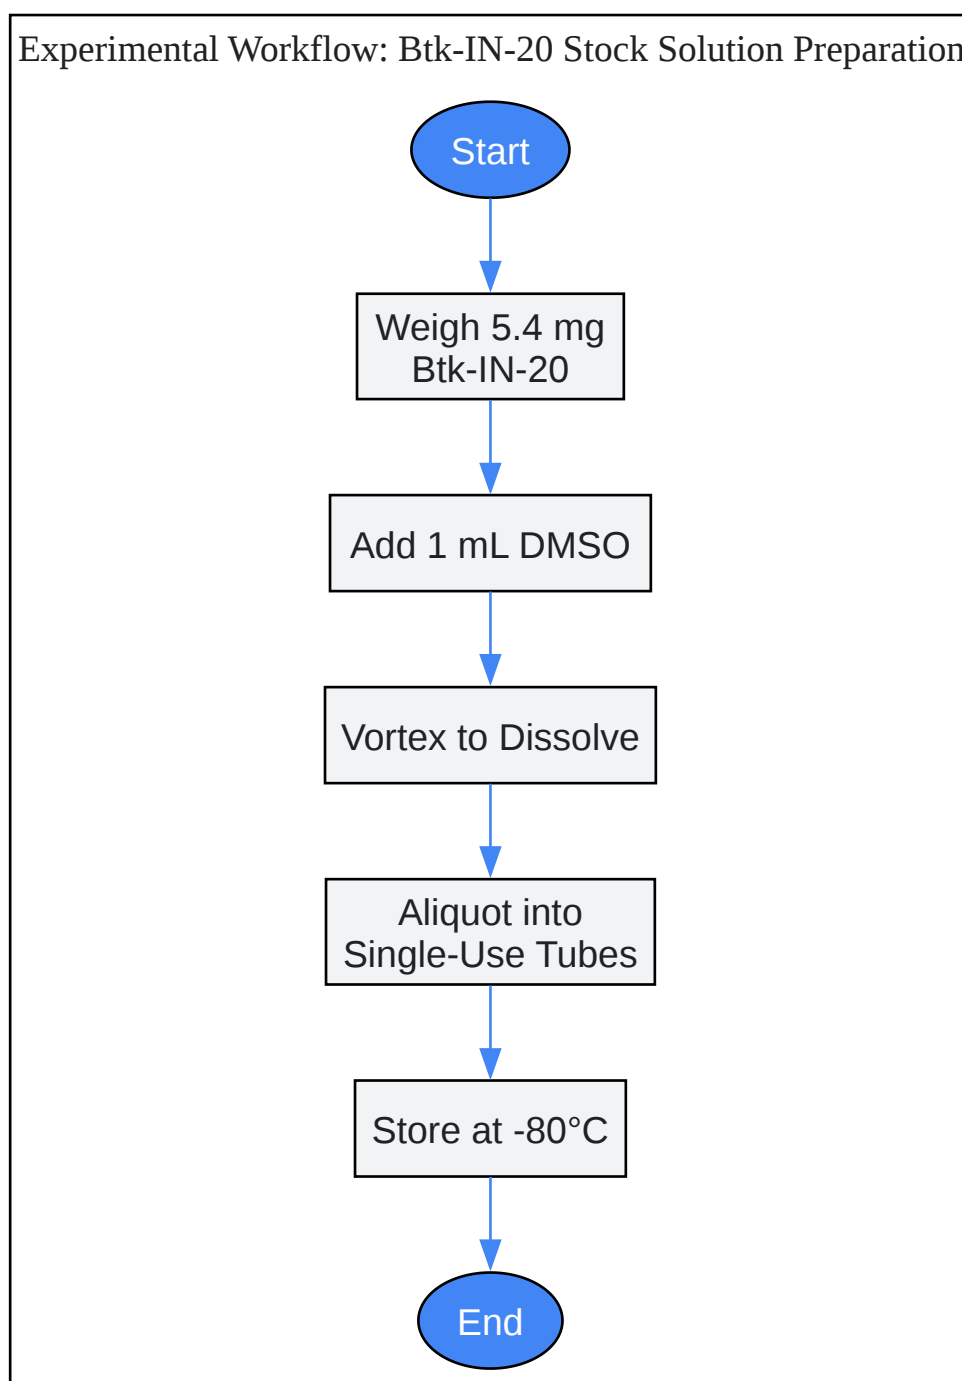 Experimental Workflow: Btk-IN-20 Stock Solution Preparation
Start
Weigh 5.4 mg
Btk-IN-20
Add 1 mL DMSO
Vortex to Dissolve
Aliquot into
Single-Use Tubes
Store at -80°C
End